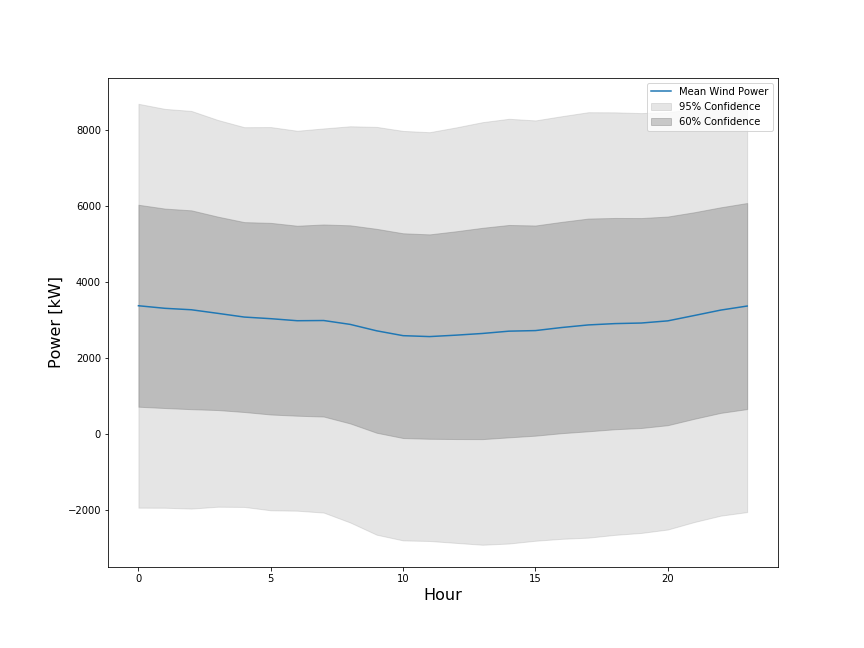 Mean Wind Power
95% Confidence
60% Confidence
8000
6000
4000
2000
0
−2000
Power [kW]
0 5 10 15 20
Hour